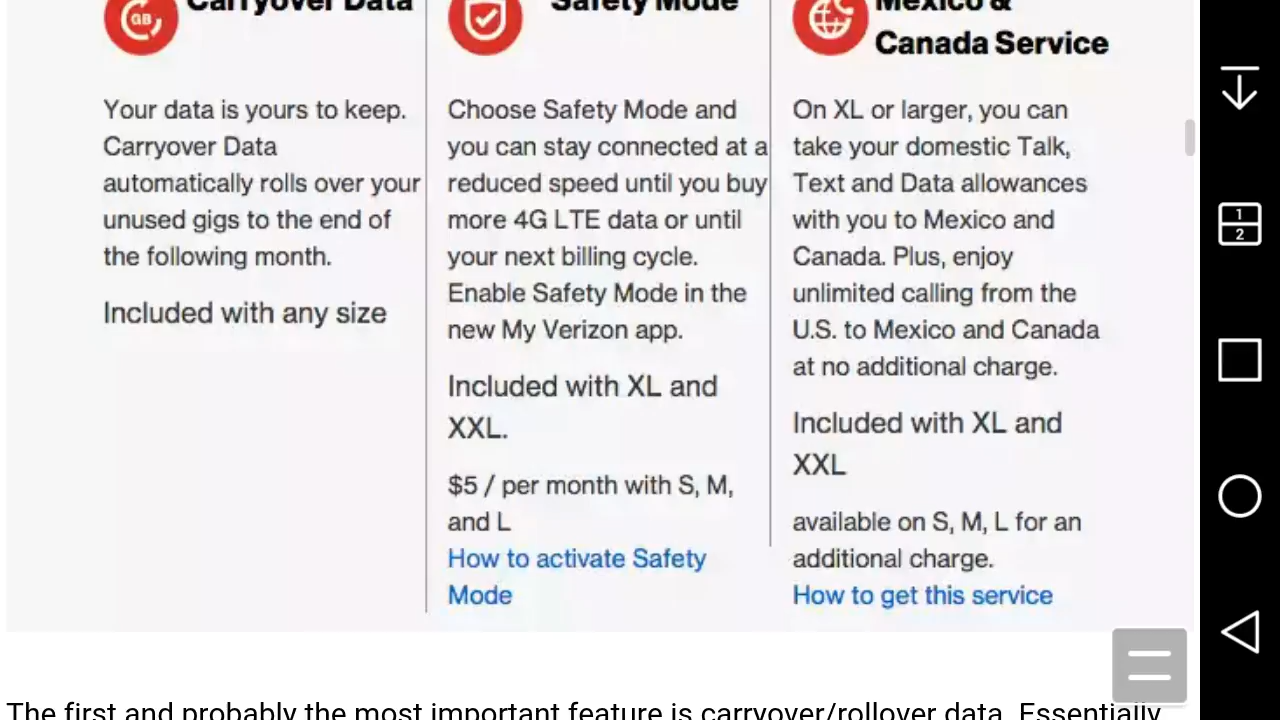 Carryover Data
GB
Your data is yours to keep.
Carryover Data
automatically rolls over your
unused gigs to the end of
the following month.
Included with any size
Safety Mode
Choose Safety Mode and
you can stay connected at a
reduced speed until you buy
more 4G LTE data or until
your next billing cycle.
Enable Safety Mode in the
new My Verizon app.
Included with XL and
XXL.
$5 / per month with S, M,
and L
How to activate Safety
Mode
Mexico &
Canada Service
On XL or larger, you can
take your domestic Talk,
Text and Data allowances
with you to Mexico and
Canada. Plus, enjoy
unlimited calling from the
U.S. to Mexico and Canada
at no additional charge.
Included with XL and
XXL
available on S, M, L for an
additional charge.
How to get this service
The first and probably the most important feature is carryover/rollover data. Essentially
1
2